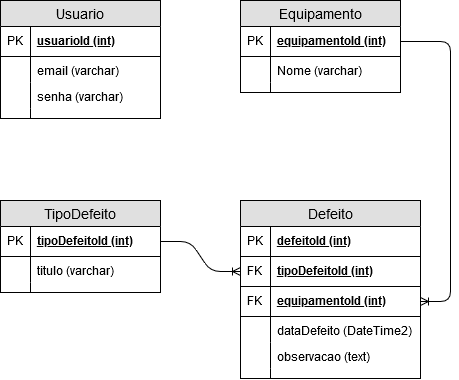 Usuario
PK usuarioId (int)
email (varchar)
senha (varchar)
Equipamento
PK equipamentoId (int)
Nome (varchar)
TipoDefeito
PK tipoDefeitoId (int)
titulo (varchar)
Defeito
PK defeitoId (int)
FK tipoDefeitoId (int)
FK equipamentoId (int)
dataDefeito (DateTime2)
observacao (text)